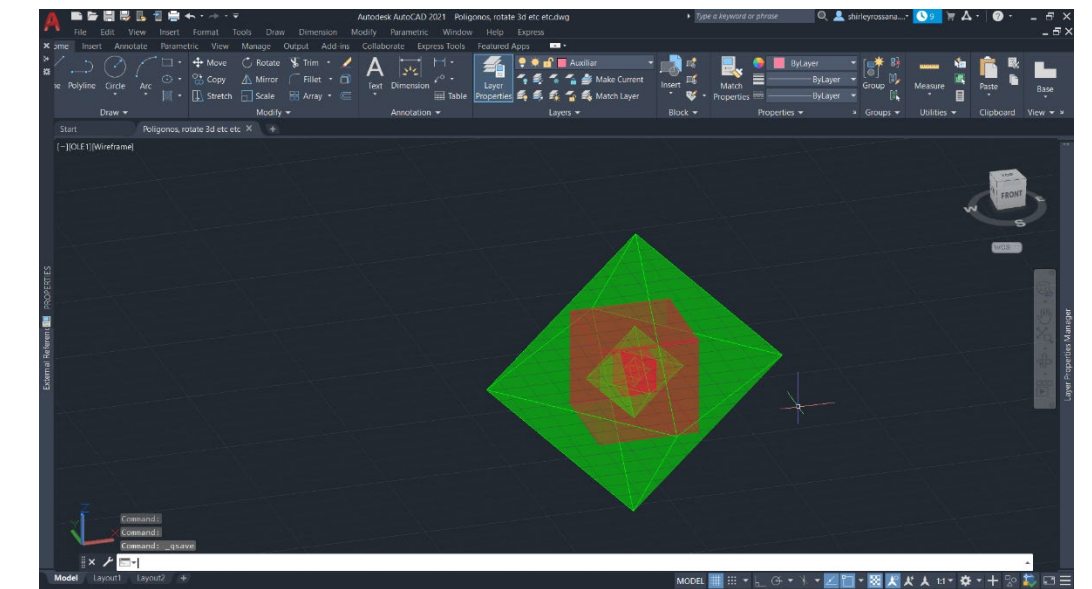 Autodesk AutoCAD 2021 Poligonos, rotate 3d etc etc.dwg Type a keyword or phrase shirleyrossana.... 9
File Edit View Insert Format Tools Draw Dimension Modify Parametric Window Help Express
Insert Annotate Parametric View Manage Output Add-ins Collaborate Express Tools Featured Apps
Move Rotate Trim
Copy Mirror Fillet
Stretch Scale Array
Polyline Circle Arc
Text Dimension
Table
Layer
Properties
Auxiliar
Make Current
Match Layer
Insert
Match
Properties
ByLayer
ByLayer
ByLayer
Group
Measure
Paste
Base
Draw Modify Annotation Layers Block Properties Groups Utilities Clipboard View
Start Poligonos, rotate 3d etc etc
[−][OLE1][Wireframe]
FRONT
W
S
WCS
PROPERTIES
External Referenc
Layer Properties Manager
Z
Y
X
Command:
Command:
Command: _qsave
Model Layout1 Layout2 +
MODEL 1:1